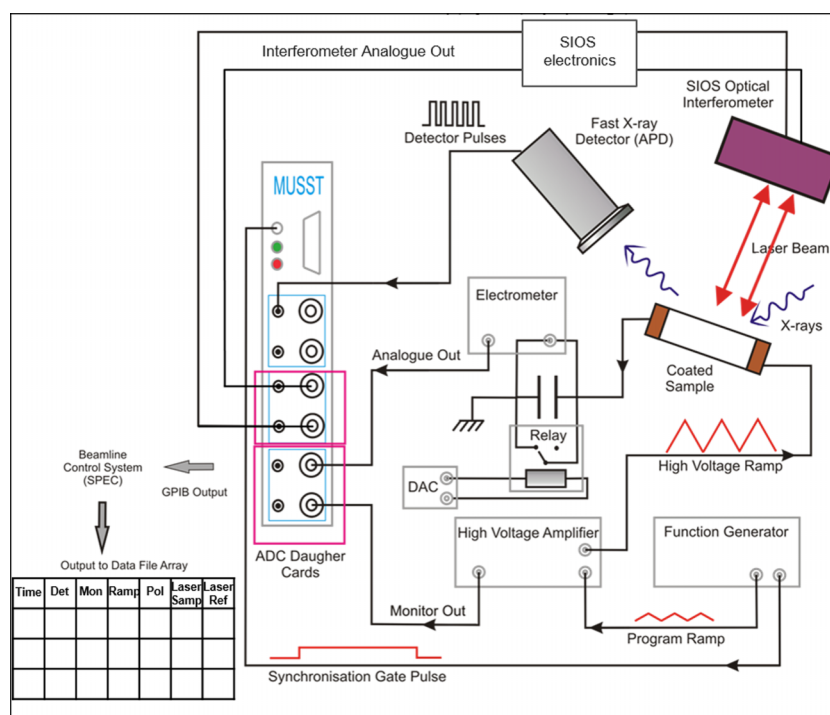 SIOS
electronics
Interferometer Analogue Out
SIOS Optical
Interferometer
Fast X-ray
Detector (APD)
Detector Pulses
MUSST
Laser Beam
Electrometer
X-rays
Analogue Out
Coated
Sample
Relay
High Voltage Ramp
Beamline
Control System
(SPEC)
GPIB Output
DAC
High Voltage Amplifier
Function Generator
ADC Daugher
Cards
Output to Data File Array
Time Det Mon Ramp Pol Laser Samp Laser Ref
Monitor Out
Program Ramp
Synchronisation Gate Pulse